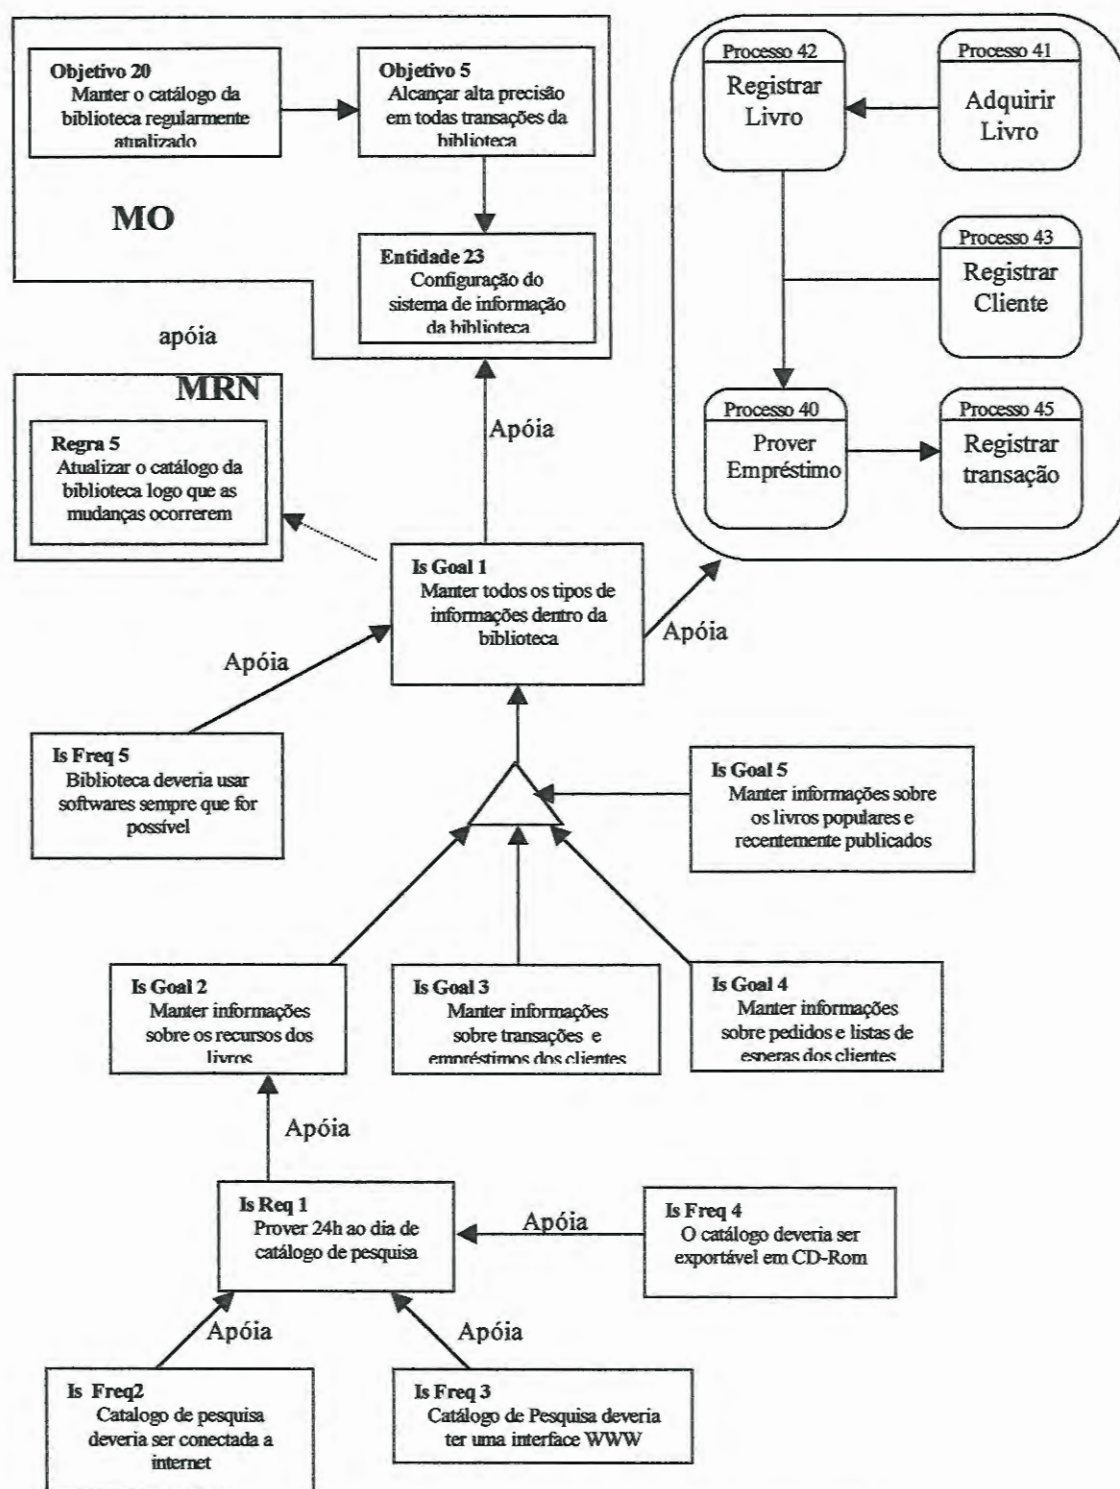 Objetivo 20
Manter o catálogo da
biblioteca regularmente
atualizado
Objetivo 5
Alcançar alta precisão
em todas transações da
biblioteca
MO
Entidade 23
Configuração do
sistema de informação
da biblioteca
Processo 42
Registrar
Livro
Processo 41
Adquirir
Livro
Processo 43
Registrar
Cliente
Processo 40
Prover
Empréstimo
Processo 45
Registrar
transação
apóia
MRN
Regra 5
Atualizar o catálogo da
biblioteca logo que as
mudanças ocorrerem
Apóia
Is Goal 1
Manter todos os tipos de
informações dentro da
biblioteca
Apóia
Apóia
Is Freq 5
Biblioteca deveria usar
softwares sempre que for
possível
Is Goal 5
Manter informações sobre
os livros populares e
recentemente publicados
Is Goal 2
Manter informações
sobre os recursos dos
livros
Is Goal 3
Manter informações
sobre transações e
empréstimos dos clientes
Is Goal 4
Manter informações
sobre pedidos e listas de
esperas dos clientes
Apóia
Is Req 1
Prover 24h ao dia de
catálogo de pesquisa
Apóia
Is Freq 4
O catálogo deveria ser
exportável em CD-Rom
Apóia
Apóia
Is Freq2
Catalogo de pesquisa
deveria ser conectada a
internet
Is Freq 3
Catálogo de Pesquisa deveria
ter uma interface WWW